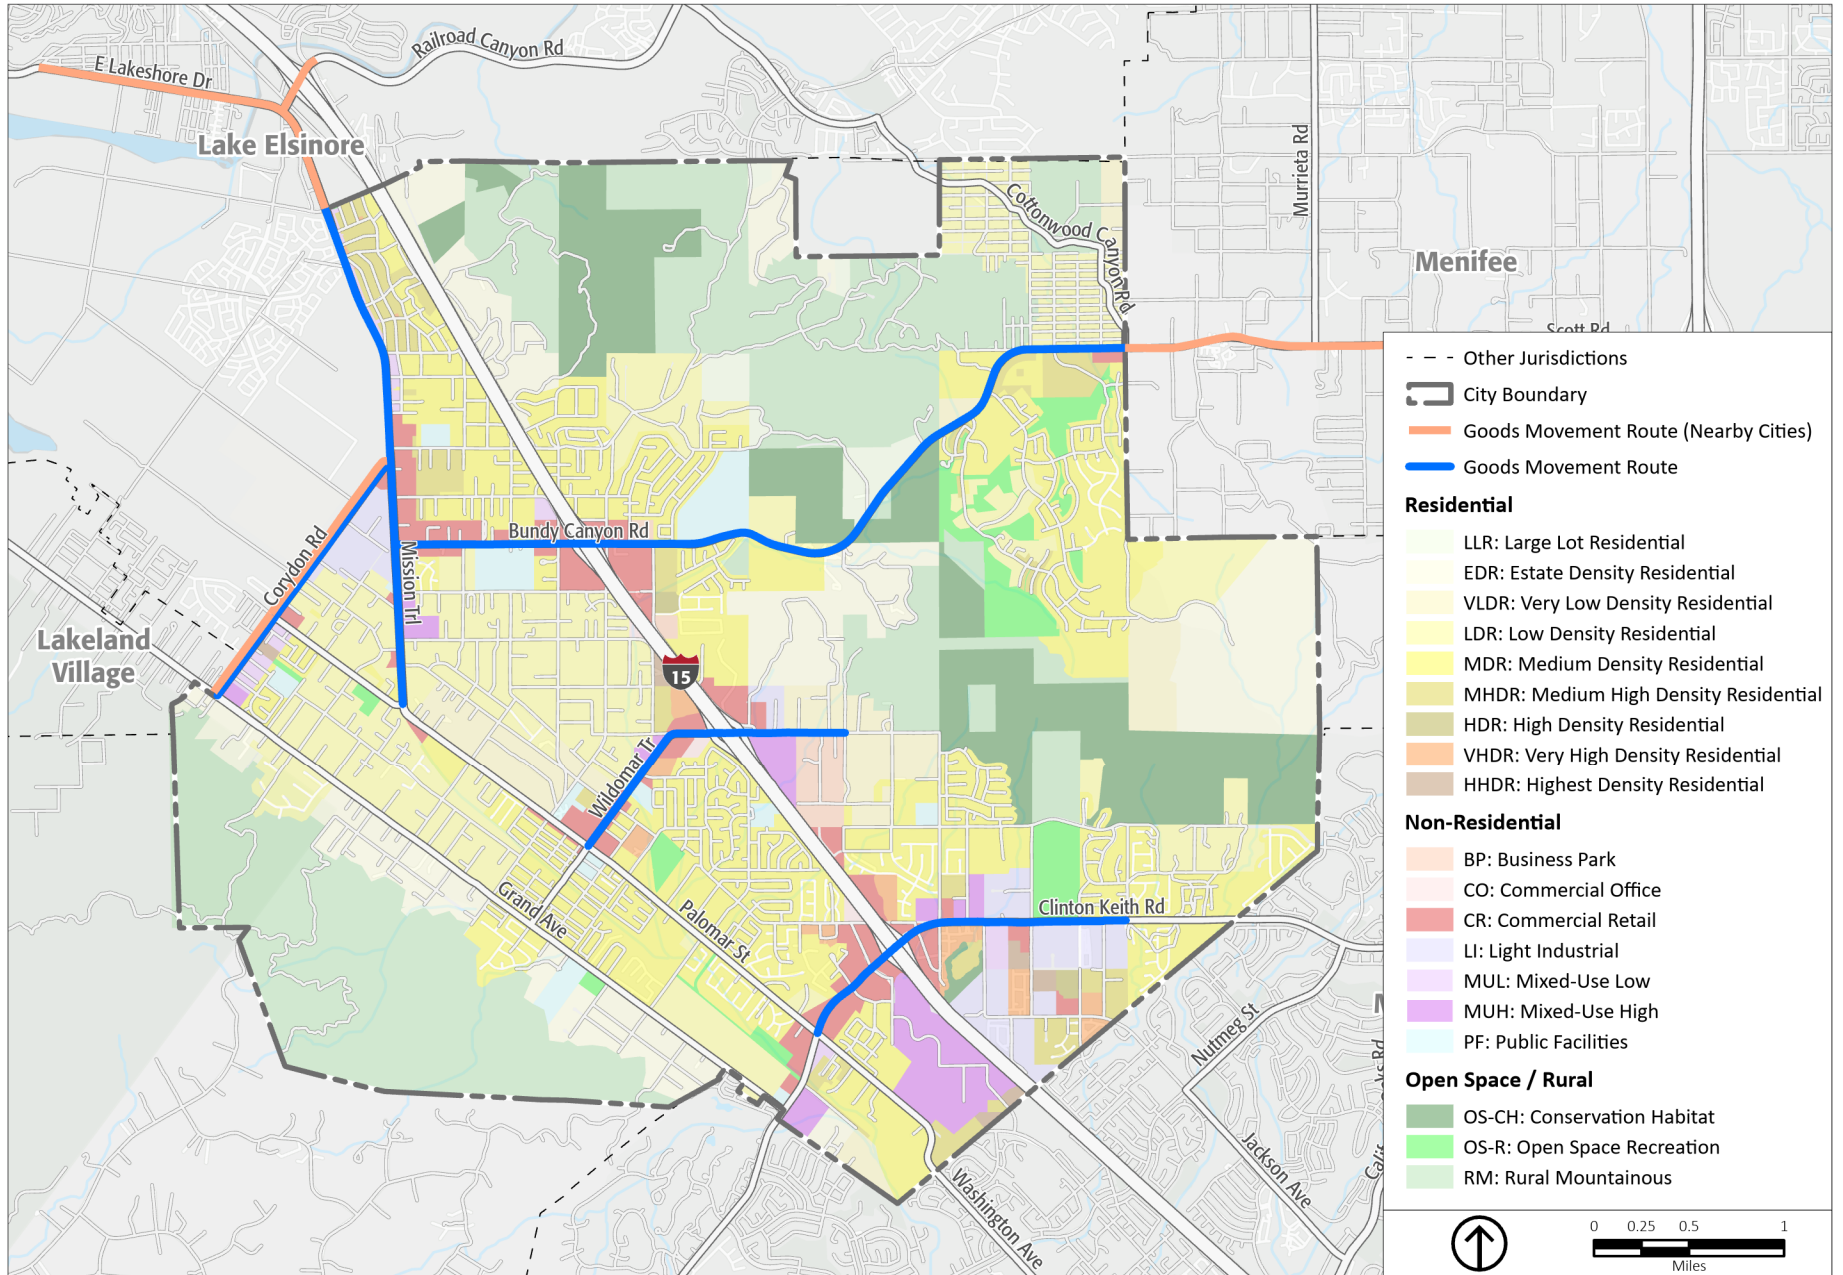 Railroad Canyon Rd
E Lakeshore Dr
Lake Elsinore
Murrieta Rd
Cottonwood Canyon Rd
Menifee
Scott Rd
Bundy Canyon Rd
Corydon Rd
Mission Trl
Lakeland
Village
15
Wildomar Tr
Grand Ave
Palomar St
Clinton Keith Rd
Nutmeg St
Jackson Ave
Washington Ave
Other Jurisdictions
City Boundary
Goods Movement Route (Nearby Cities)
Goods Movement Route
Residential
LLR: Large Lot Residential
EDR: Estate Density Residential
VLDR: Very Low Density Residential
LDR: Low Density Residential
MDR: Medium Density Residential
MHDR: Medium High Density Residential
HDR: High Density Residential
VHDR: Very High Density Residential
HHDR: Highest Density Residential
Non-Residential
BP: Business Park
CO: Commercial Office
CR: Commercial Retail
LI: Light Industrial
MUL: Mixed-Use Low
MUH: Mixed-Use High
PF: Public Facilities
Open Space / Rural
OS-CH: Conservation Habitat
OS-R: Open Space Recreation
RM: Rural Mountainous
0 0.25 0.5 1
Miles